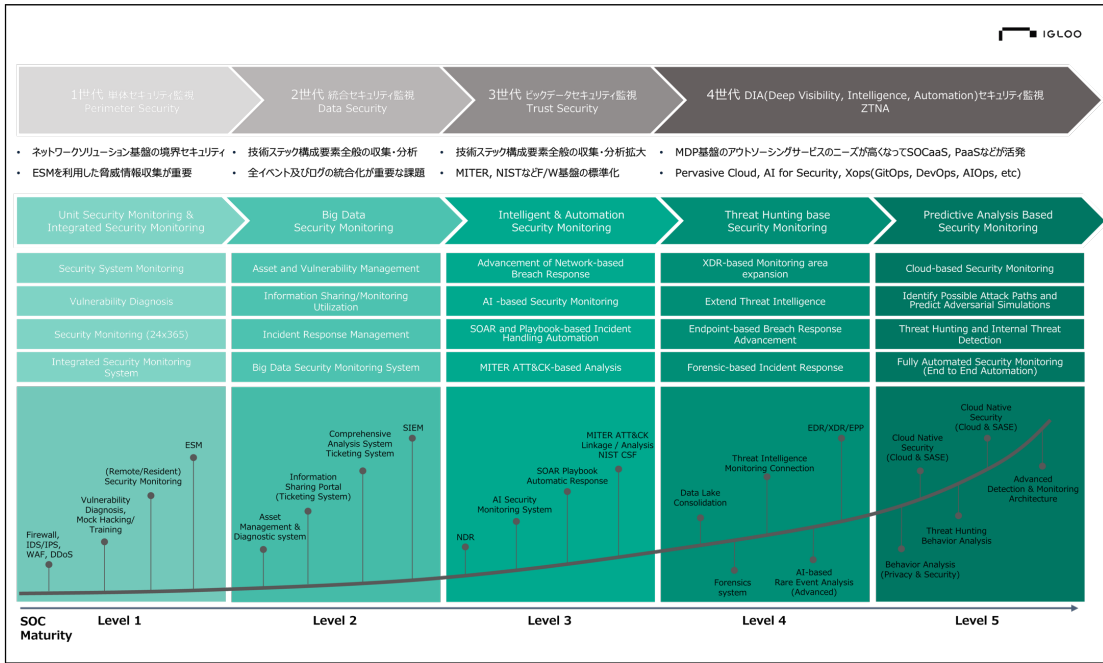 IGLOO
1世代 単体セキュリティ監視
Perimeter Security
2世代 統合セキュリティ監視
Data Security
3世代 ビックデータセキュリティ監視
Trust Security
4世代 DIA(Deep Visibility, Intelligence, Automation)セキュリティ監視
ZTNA
• ネットワークソリューション基盤の境界セキュリティ
• ESMを利用した脅威情報収集が重要
• 技術ステック構成要素全般の収集・分析
• 全イベント及びログの統合化が重要な課題
• 技術ステック構成要素全般の収集・分析拡大
• MITER, NISTなどF/W基盤の標準化
• MDP基盤のアウトソーシングサービスのニーズが高くなってSOCaaS, PaaSなどが活発
• Pervasive Cloud, AI for Security, Xops(GitOps, DevOps, AIOps, etc)
Unit Security Monitoring &
Integrated Security Monitoring
Big Data
Security Monitoring
Intelligent & Automation
Security Monitoring
Threat Hunting base
Security Monitoring
Predictive Analysis Based
Security Monitoring
Security System Monitoring
Asset and Vulnerability Management
Advancement of Network-based
Breach Response
XDR-based Monitoring area
expansion
Cloud-based Security Monitoring
Vulnerability Diagnosis
Information Sharing/Monitoring
Utilization
AI -based Security Monitoring
Extend Threat Intelligence
Identify Possible Attack Paths and
Predict Adversarial Simulations
Security Monitoring (24x365)
Incident Response Management
SOAR and Playbook-based Incident
Handling Automation
Endpoint-based Breach Response
Advancement
Threat Hunting and Internal Threat
Detection
Integrated Security Monitoring
System
Big Data Security Monitoring System
MITER ATT&CK-based Analysis
Forensic-based Incident Response
Fully Automated Security Monitoring
(End to End Automation)
Firewall,
IDS/IPS,
WAF, DDoS
Vulnerability
Diagnosis,
Mock Hacking/
Training
(Remote/Resident)
Security Monitoring
ESM
Asset
Management &
Diagnostic system
Information
Sharing Portal
(Ticketing System)
Comprehensive
Analysis System
Ticketing System
SIEM
NDR
AI Security
Monitoring System
SOAR Playbook
Automatic Response
MITER ATT&CK
Linkage / Analysis
NIST CSF
Data Lake
Consolidation
Forensics
system
Threat Intelligence
Monitoring Connection
AI-based
Rare Event Analysis
(Advanced)
EDR/XDR/EPP
Behavior Analysis
(Privacy & Security)
Cloud Native
Security
(Cloud & SASE)
Threat Hunting
Behavior Analysis
Cloud Native
Security
(Cloud & SASE)
Advanced
Detection & Monitoring
Architecture
SOC
Maturity
Level 1
Level 2
Level 3
Level 4
Level 5